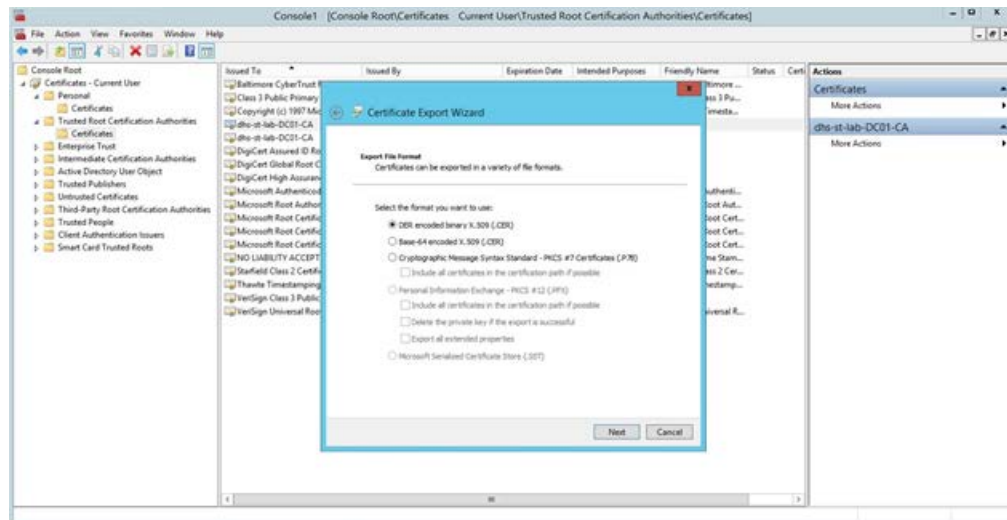 Console1 [Console Root\Certificates Current User\Trusted Root Certification Authorities\Certificates]
File Action View Favorites Window Help
Console Root
Certificates - Current User
Personal
Certificates
Trusted Root Certification Authorities
Certificates
Enterprise Trust
Intermediate Certification Authorities
Active Directory User Object
Trusted Publishers
Untrusted Certificates
Third-Party Root Certification Authorities
Trusted People
Client Authentication Issuers
Smart Card Trusted Roots
Issued To Issued By Expiration Date Intended Purposes Friendly Name Status Certi
Baltimore CyberTrust R
Class 3 Public Primary
Copyright (c) 1997 Mic
dhs-st-lab-DC01-CA
dhs-st-lab-DC01-CA
DigiCert Assured ID Ro
DigiCert Global Root C
DigiCert High Assuran
Microsoft Authenticod
Microsoft Root Author
Microsoft Root Certific
Microsoft Root Certific
Microsoft Root Certific
NO LIABILITY ACCEPT
Starfield Class 2 Certifi
Thawte Timestamping
VeriSign Class 3 Public
VeriSign Universal Root
Certificate Export Wizard
Export File Format
Certificates can be exported in a variety of file formats.
Select the format you want to use:
DER encoded binary X.509 (.CER)
Base-64 encoded X.509 (.CER)
Cryptographic Message Syntax Standard - PKCS #7 Certificates (.P7B)
Include all certificates in the certification path if possible
Personal Information Exchange - PKCS #12 (.PFX)
Include all certificates in the certification path if possible
Delete the private key if the export is successful
Export all extended properties
Microsoft Serialized Certificate Store (.SST)
Next Cancel
Actions
Certificates
More Actions
dhs-st-lab-DC01-CA
More Actions